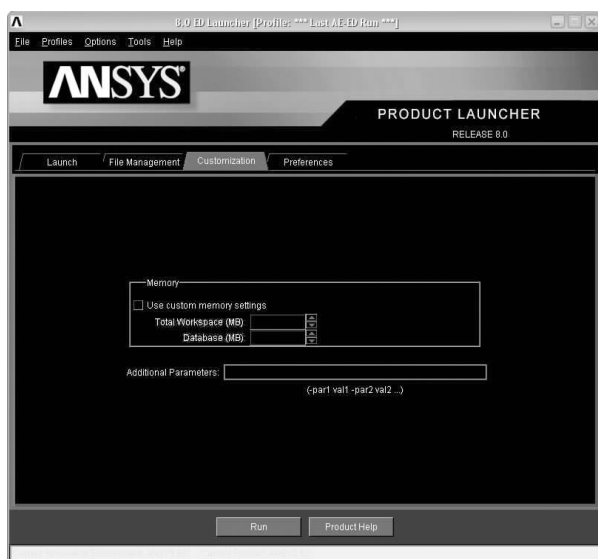 8.0 ED Launcher [Profile: *** Last AE-ED Run ***]
File Profiles Options Tools Help
ANSYS®
PRODUCT LAUNCHER
RELEASE 8.0
Launch File Management Customization Preferences
Memory
Use custom memory settings
Total Workspace (MB)
Database (MB):
Additional Parameters:
(-par1 val1 -par2 val2 ...)
Run Product Help